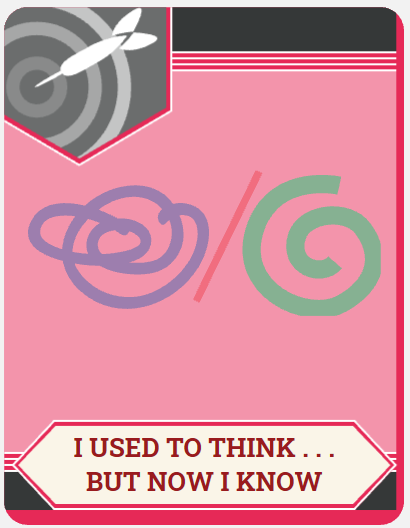 I USED TO THINK . . .
BUT NOW I KNOW